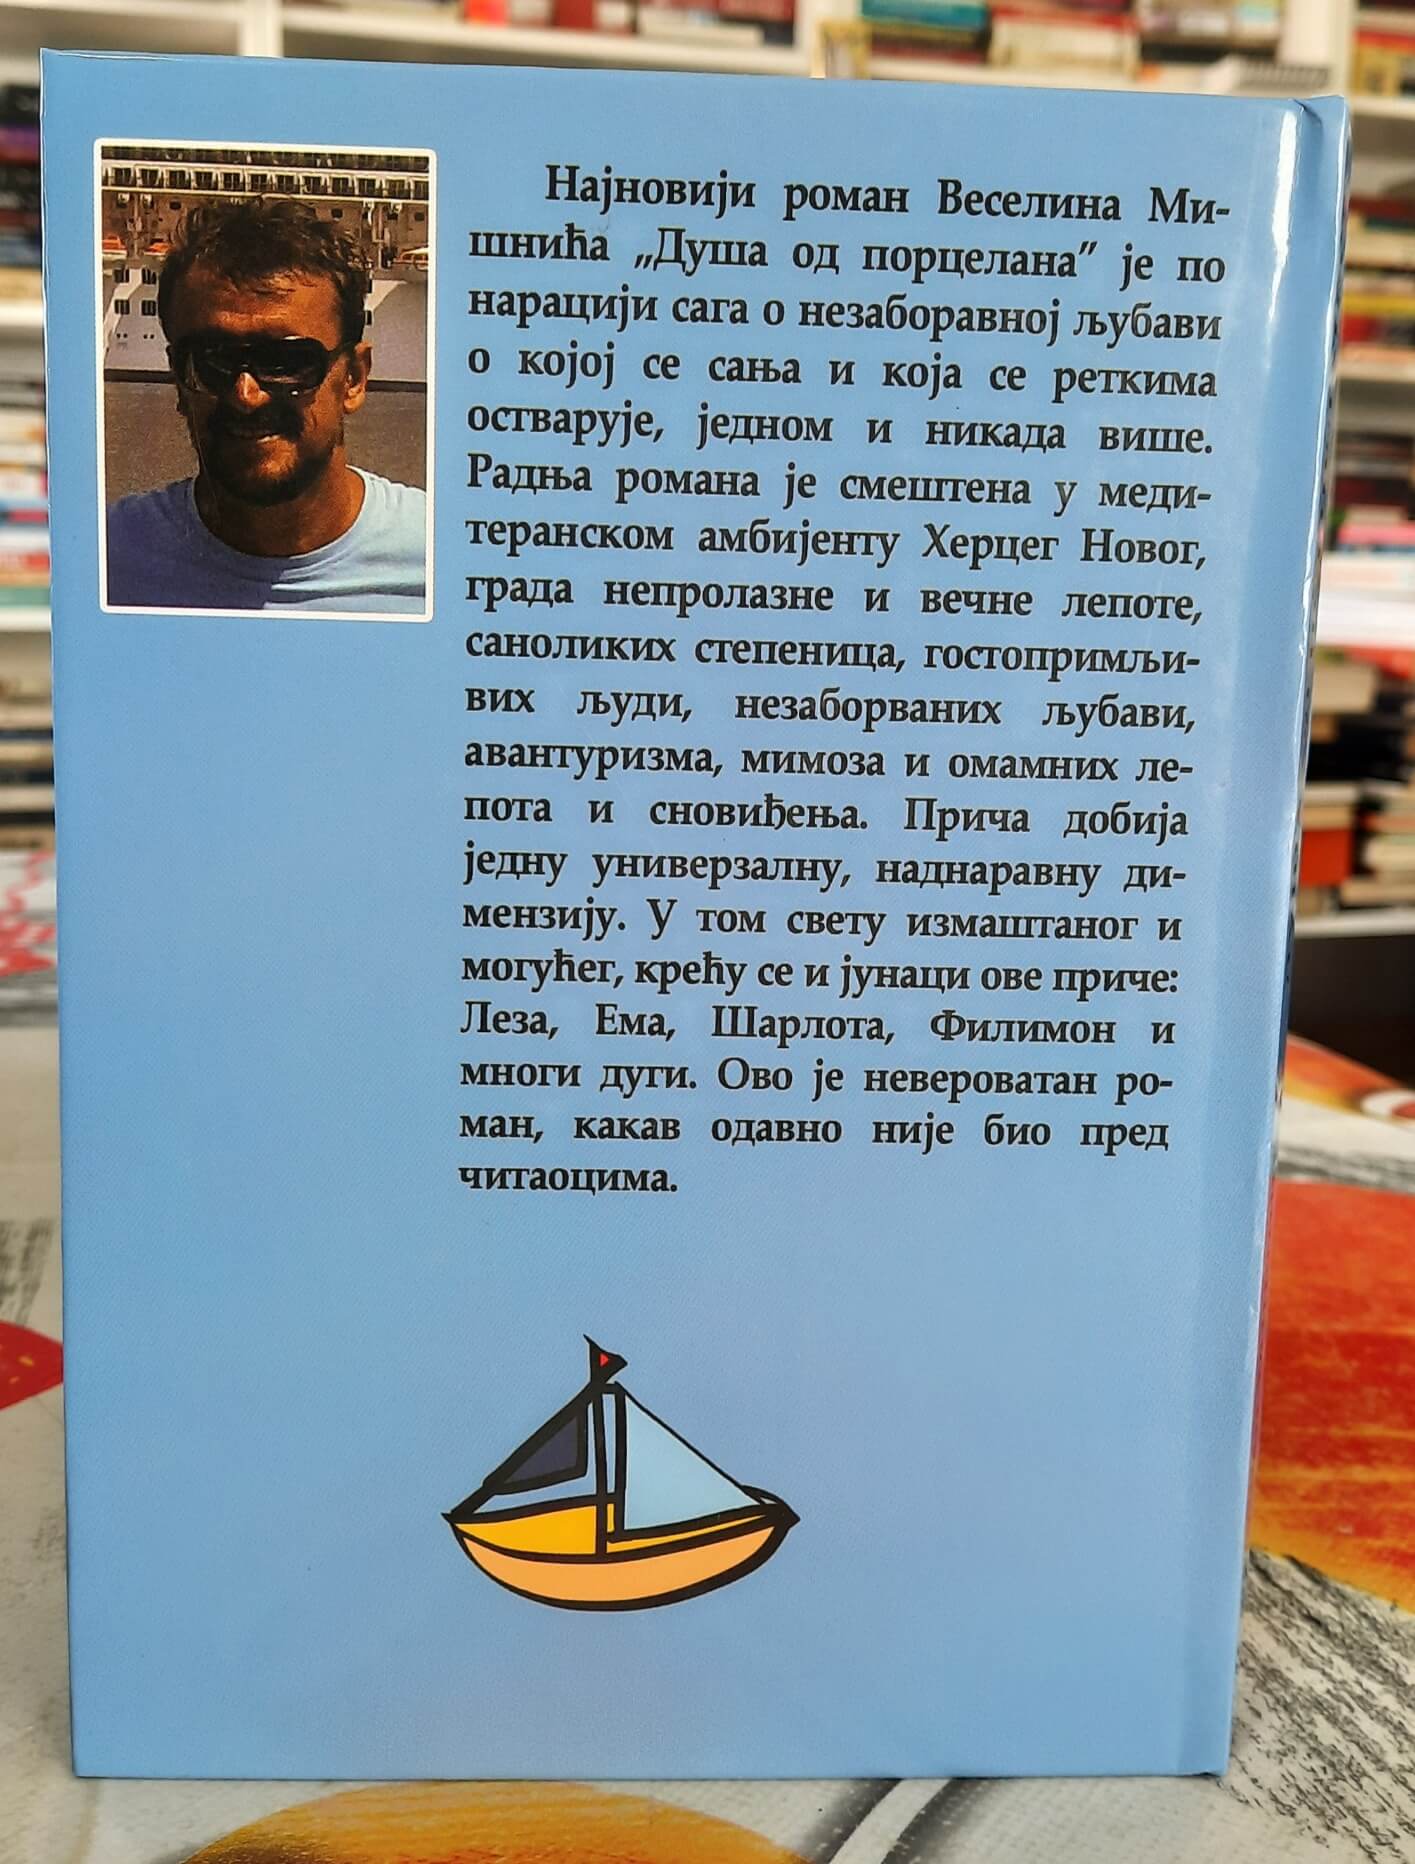 Најновији роман Веселина Ми-
шнића „Душа од порцелана” је по
нарацији сага о незаборавној љубави
о којој се сања и која се реткима
остварује, једном и никада више.
Радња романа је смештена у меди-
теранском амбијенту Херцег Новог,
града непролазне и вечне лепоте,
саноликих степеница, гостопримљи-
вих људи, незаборваних љубави,
авантуризма, мимоза и омамних ле-
пота и сновиђења. Прича добија
једну универзалну, наднаравну ди-
мензију. У том свету измаштаног и
могућег, крећу се и јунаци ове приче:
Леза, Ема, Шарлота, Филимон и
многи дуги. Ово је невероватан ро-
ман, какав одавно није био пред
читаоцима.